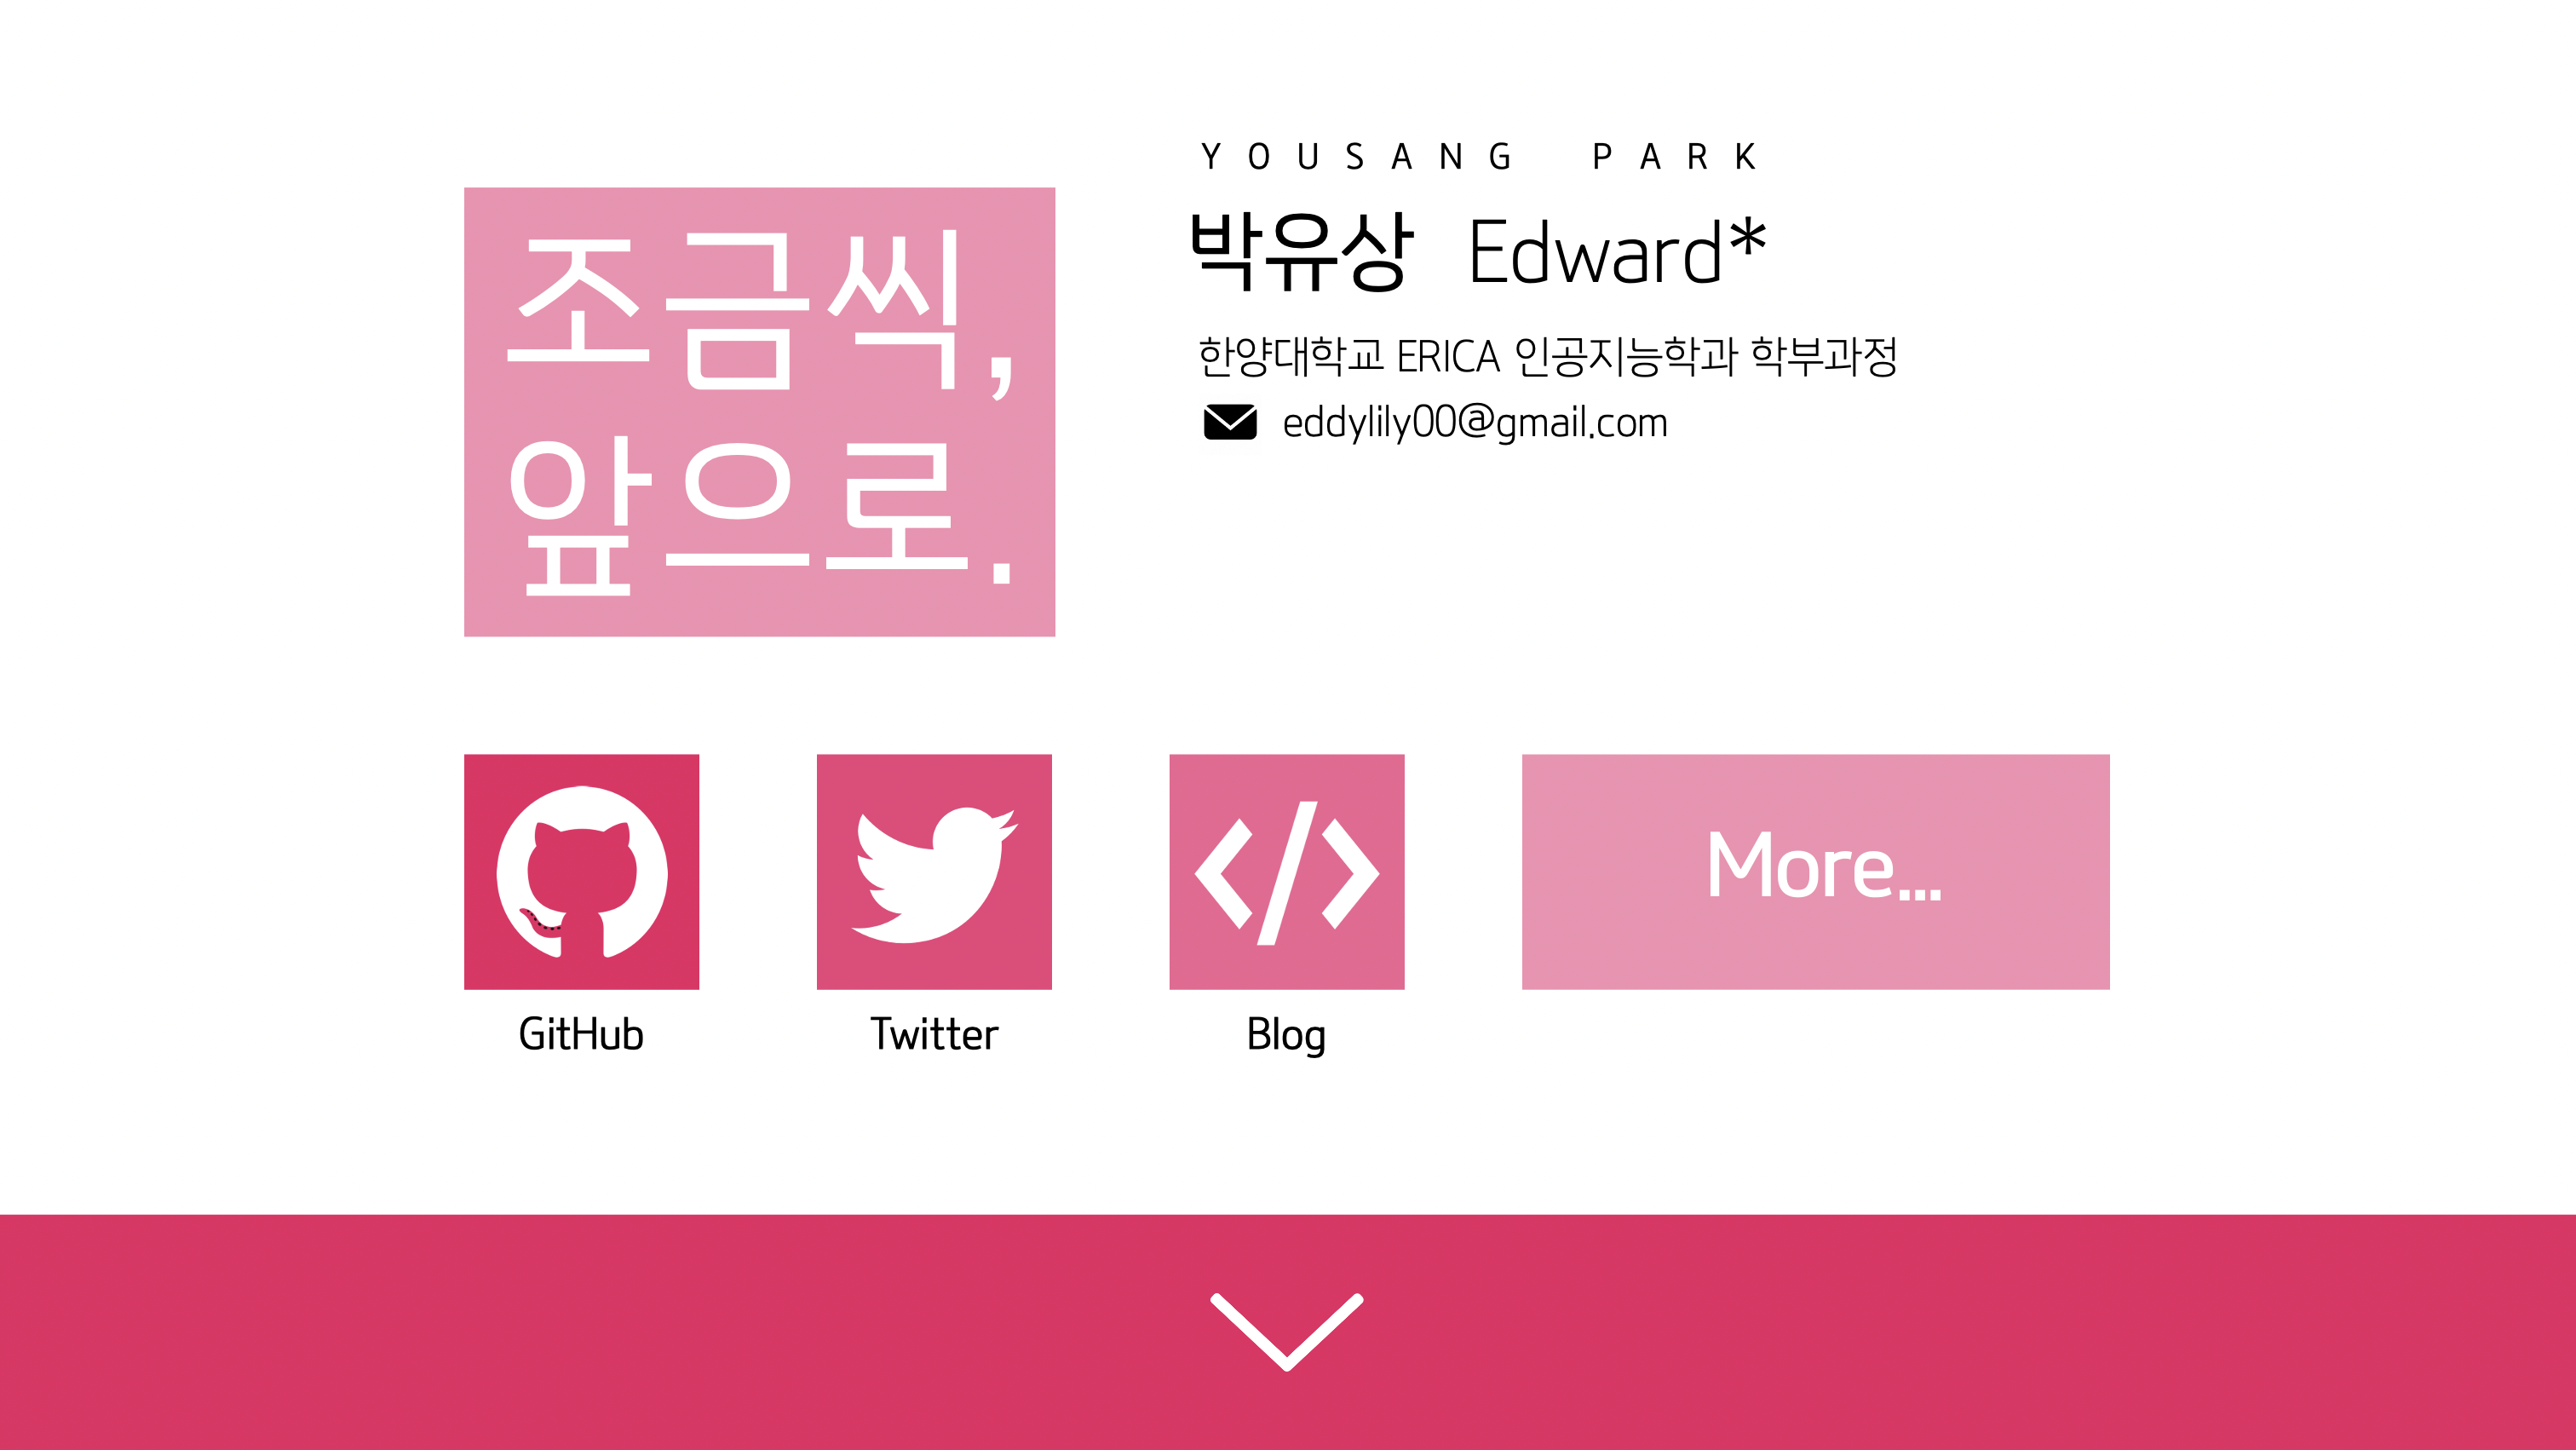 조금씩,
앞으로.
YOUSANG PARK
박유상 Edward*
한양대학교 ERICA 인공지능학과 학부과정
eddylily00@gmail.com
GitHub
Twitter
Blog
More...